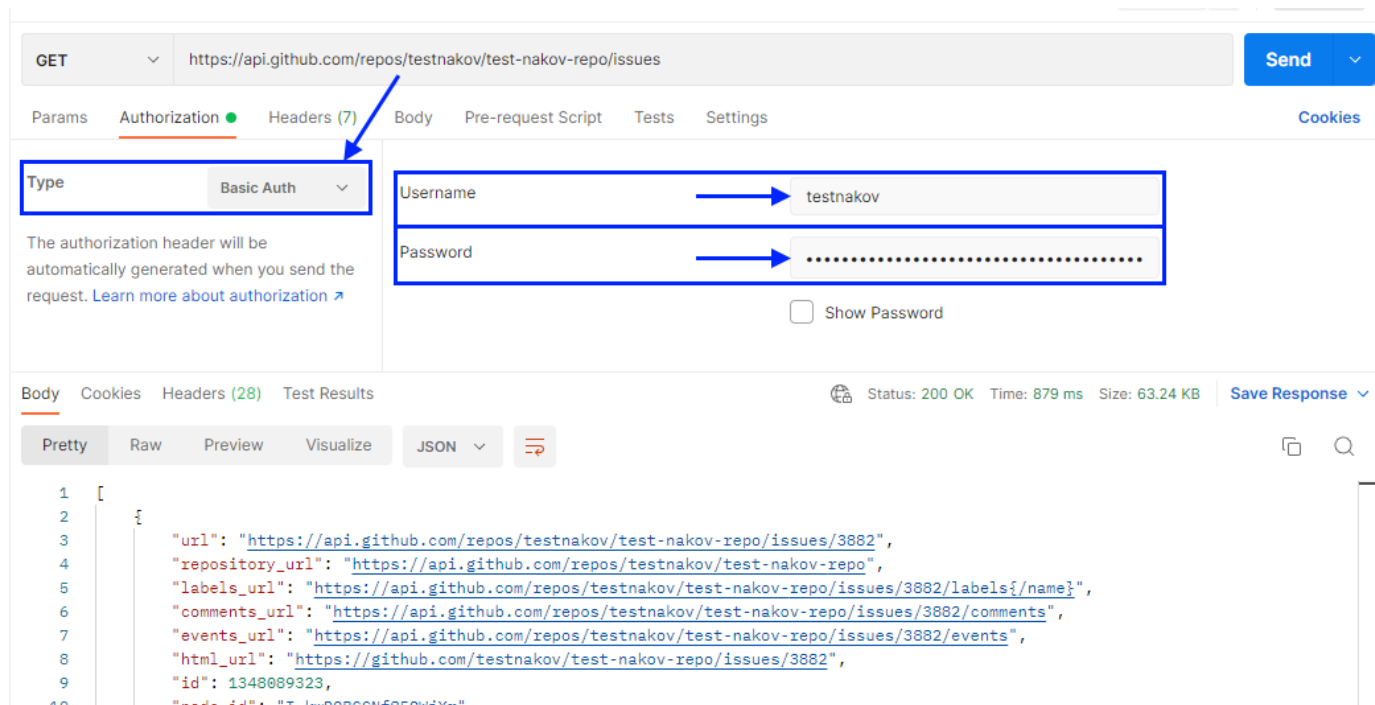 GET https://api.github.com/repos/testnakov/test-nakov-repo/issues Send
Params Authorization Headers (7) Body Pre-request Script Tests Settings Cookies
Type Basic Auth
Username testnakov
The authorization header will be
automatically generated when you send the
request. Learn more about authorization ↗
Password ••••••••••••••••••••••••••••••••••••••
Show Password
Body Cookies Headers (28) Test Results Status: 200 OK Time: 879 ms Size: 63.24 KB Save Response
Pretty Raw Preview Visualize JSON
1 [
2 {
3 "url": "https://api.github.com/repos/testnakov/test-nakov-repo/issues/3882",
4 "repository_url": "https://api.github.com/repos/testnakov/test-nakov-repo",
5 "labels_url": "https://api.github.com/repos/testnakov/test-nakov-repo/issues/3882/labels{/name}",
6 "comments_url": "https://api.github.com/repos/testnakov/test-nakov-repo/issues/3882/comments",
7 "events_url": "https://api.github.com/repos/testnakov/test-nakov-repo/issues/3882/events",
8 "html_url": "https://github.com/testnakov/test-nakov-repo/issues/3882",
9 "id": 1348089323,